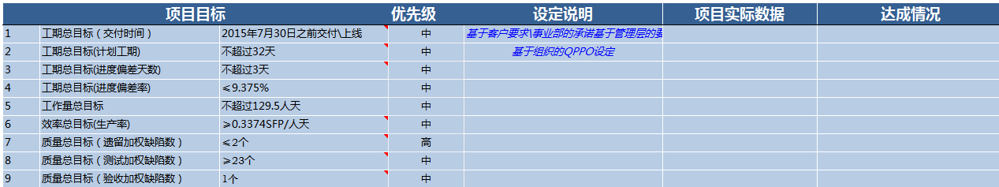 项目目标 优先级 设定说明 项目实际数据 达成情况
1 工期总目标（交付时间） 2015年7月30日之前交付\上线 中 基于客户要求\事业部的承诺基于管理层的要
2 工期总目标(计划工期) 不超过32天 中 基于组织的QPPO设定
3 工期总目标(进度偏差天数) 不超过3天 中
4 工期总目标(进度偏差率) ≤9.375% 中
5 工作量总目标 不超过129.5人天 中
6 效率总目标(生产率) ≥0.3374SFP/人天 中
7 质量总目标（遗留加权缺陷数） ≤2个 高
8 质量总目标（测试加权缺陷数） ≥23个 中
9 质量总目标（验收加权缺陷数） 1个 中